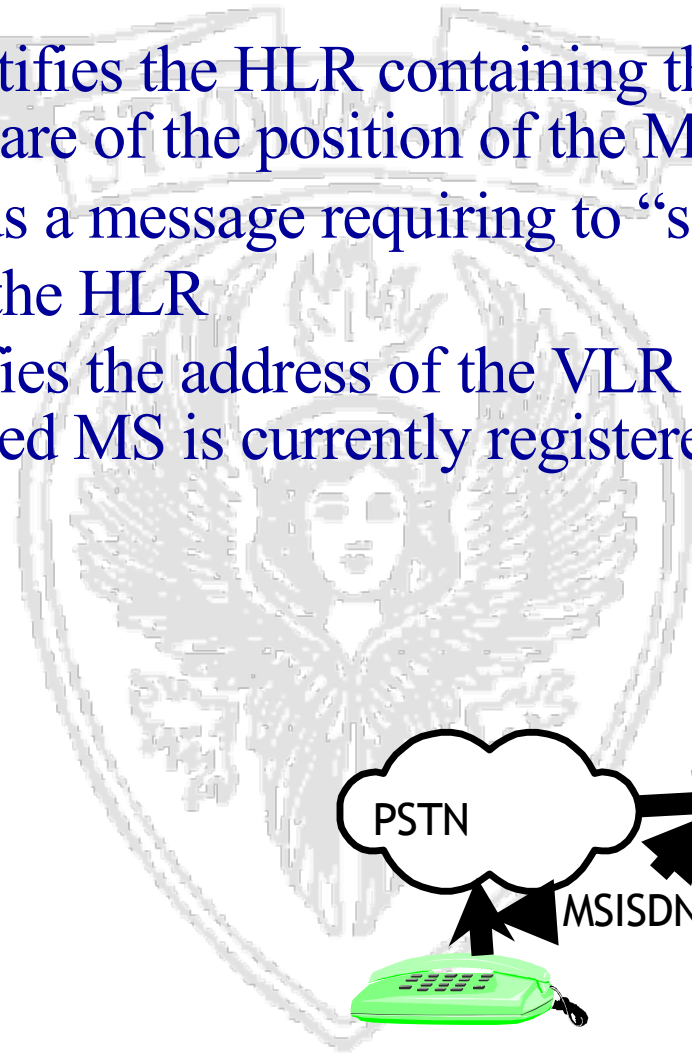 tifies the HLR containing th
are of the position of the M
s a message requiring to “s
the HLR
ies the address of the VLR
ed MS is currently registere
PSTN
MSISDN